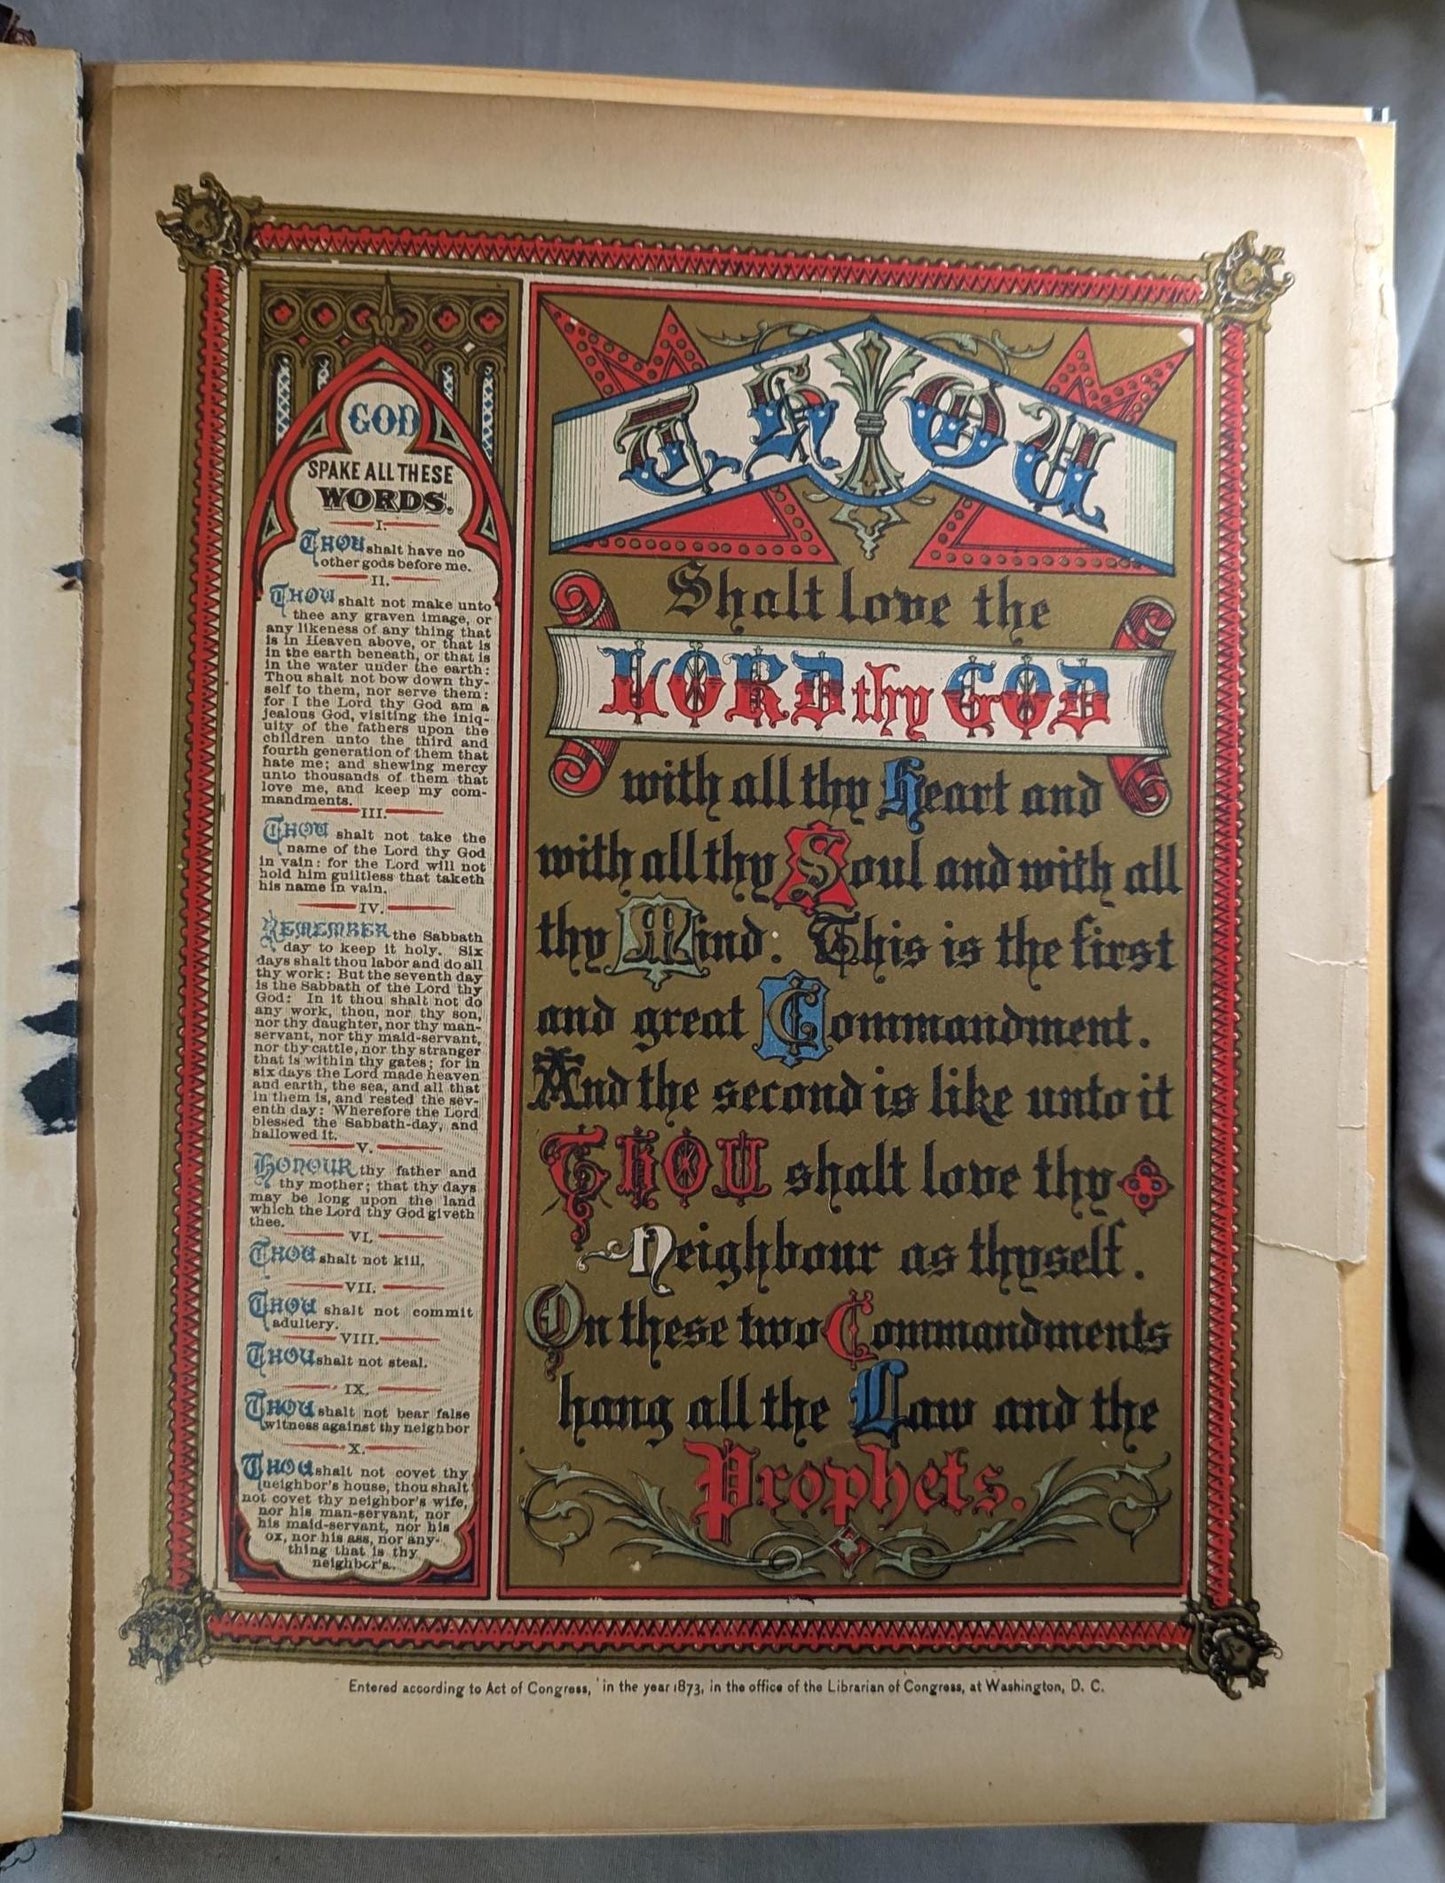 GOD
SPAKE ALL THESE
WORDS.
I.
THOU shalt have no
other gods before me.
II.
THOU shalt not make unto
thee any graven image, or
any likeness of any thing that
is in Heaven above, or that is
in the earth beneath, or that is
in the water under the earth:
Thou shalt not bow down thy-
self to them, nor serve them:
for I the Lord thy God am a
jealous God, visiting the iniq-
uity of the fathers upon the
children unto the third and
fourth generation of them that
hate me; and shewing mercy
unto thousands of them that
love me, and keep my com-
mandments.
III.
THOU shalt not take the
name of the Lord thy God
in vain: for the Lord will not
hold him guiltless that taketh
his name in vain.
IV.
REMEMBER the Sabbath
day to keep it holy. Six
days shalt thou labor and do all
thy work: But the seventh day
is the Sabbath of the Lord thy
God: In it thou shalt not do
any work, thou, nor thy son,
nor thy daughter, nor thy man-
servant, nor thy maid-servant,
nor thy cattle, nor thy stranger
that is within thy gates; for in
six days the Lord made heaven
and earth, the sea, and all that
in them is, and rested the sev-
enth day: Wherefore the Lord
blessed the Sabbath-day, and
hallowed it.
V.
HONOUR thy father and
thy mother; that thy days
may be long upon the land
which the Lord thy God giveth
thee.
VI.
THOU shalt not kill.
VII.
THOU shalt not commit
adultery.
VIII.
THOU shalt not steal.
IX.
THOU shalt not bear false
witness against thy neighbor
X.
THOU shalt not covet thy
neighbor's house, thou shalt
not covet thy neighbor's wife,
nor his man-servant, nor
his maid-servant, nor his
ox, nor his ass, nor any-
thing that is thy
neighbor's.
THOU
Shalt love the
LORD thy GOD
with all thy Heart and
with all thy Soul and with all
thy Mind. This is the first
and great Commandment.
And the second is like unto it
THOU shalt love thy
Neighbour as thyself.
On these two Commandments
hang all the Law and the
Prophets.
Entered according to Act of Congress, in the year 1873, in the office of the Librarian of Congress, at Washington, D. C.